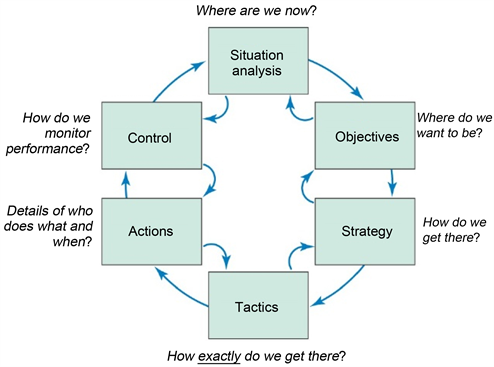 Where are we now?
Situation
analysis
How do we
monitor
performance?
Control
Objectives
Where do we
want to be?
Details of who
does what and
when?
Actions
Strategy
How do we
get there?
Tactics
How exactly do we get there?